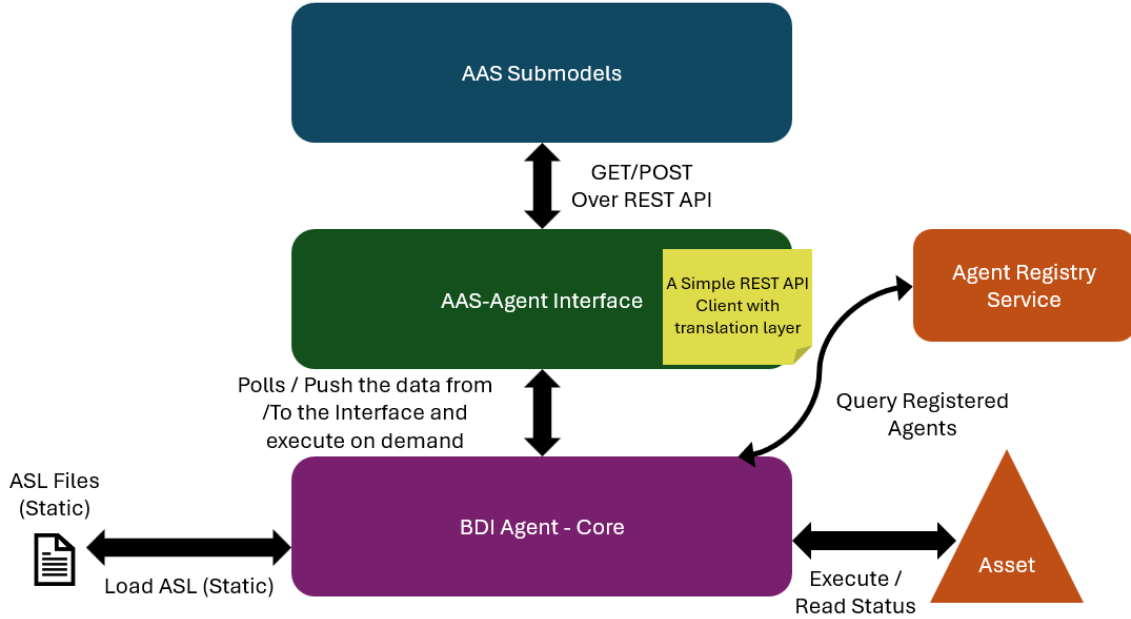 AAS Submodels
GET/POST
Over REST API
AAS-Agent Interface
A Simple REST API
Client with
translation layer
Agent Registry
Service
Polls / Push the data from
/To the Interface and
execute on demand
Query Registered
Agents
ASL Files
(Static)
Load ASL (Static)
BDI Agent - Core
Execute /
Read Status
Asset